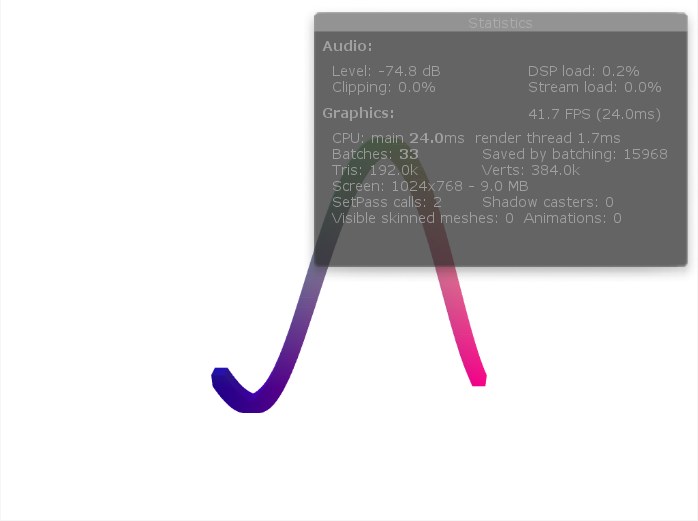 Statistics
Audio:
Level: -74.8 dB DSP load: 0.2%
Clipping: 0.0% Stream load: 0.0%
Graphics: 41.7 FPS (24.0ms)
CPU: main 24.0ms render thread 1.7ms
Batches: 33 Saved by batching: 15968
Tris: 192.0k Verts: 384.0k
Screen: 1024x768 - 9.0 MB
SetPass calls: 2 Shadow casters: 0
Visible skinned meshes: 0 Animations: 0